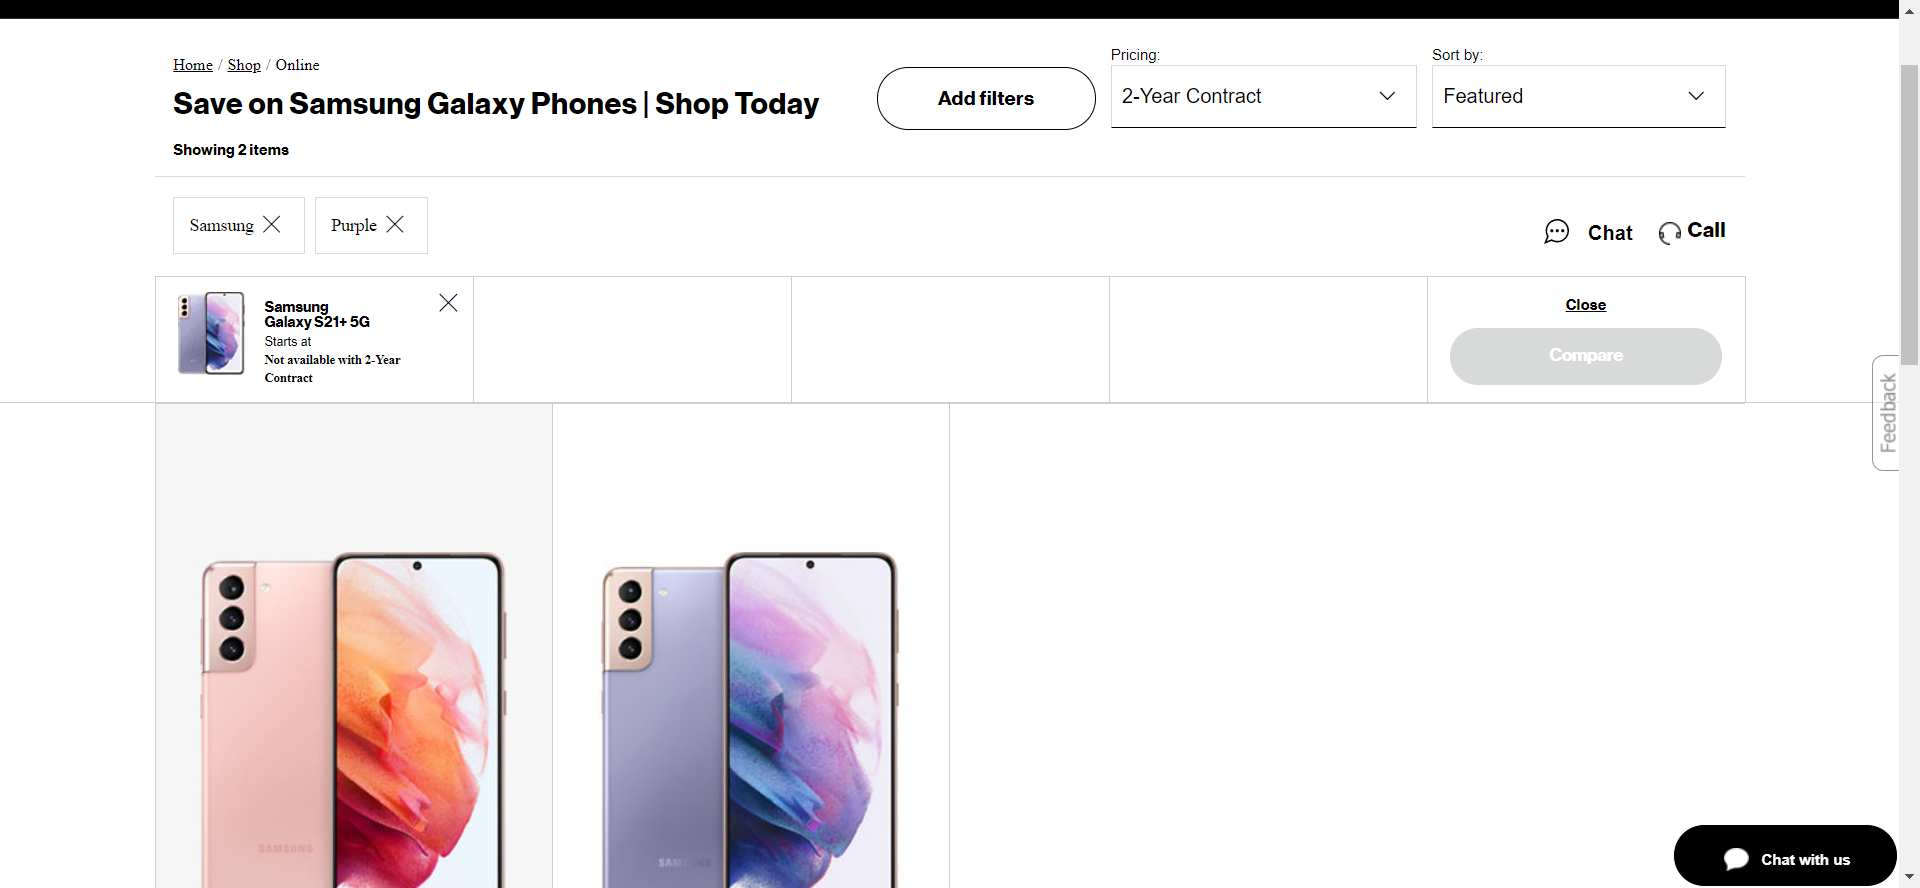 Home / Shop / Online
Save on Samsung Galaxy Phones | Shop Today
Showing 2 items
Add filters
Pricing:
2-Year Contract
Sort by:
Featured
Samsung
Purple
Chat
Call
Samsung
Galaxy S21+ 5G
Starts at
Not available with 2-Year
Contract
Close
Compare
Feedback
SAMSUNG
SAMSUNG
Chat with us